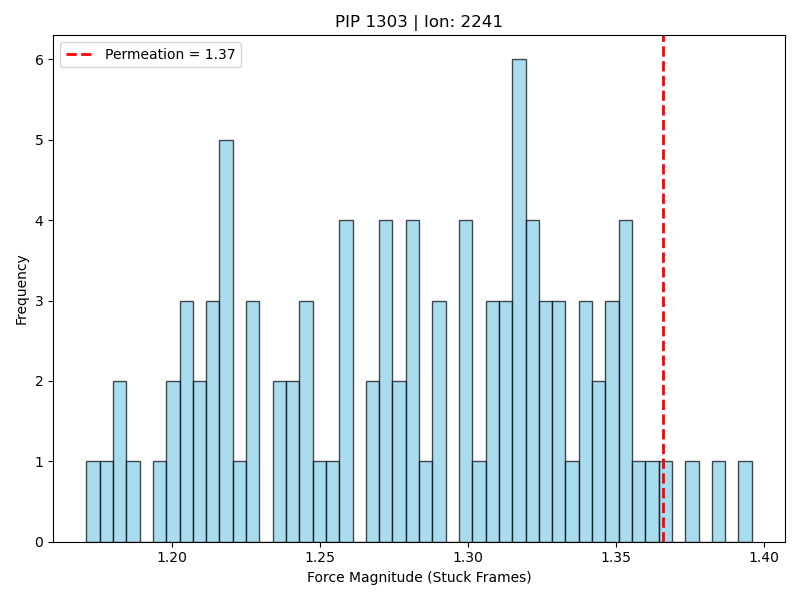 PIP 1303 | Ion: 2241
Permeation = 1.37
6
5
4
3
2
1
0
Frequency
1.20 1.25 1.30 1.35 1.40
Force Magnitude (Stuck Frames)